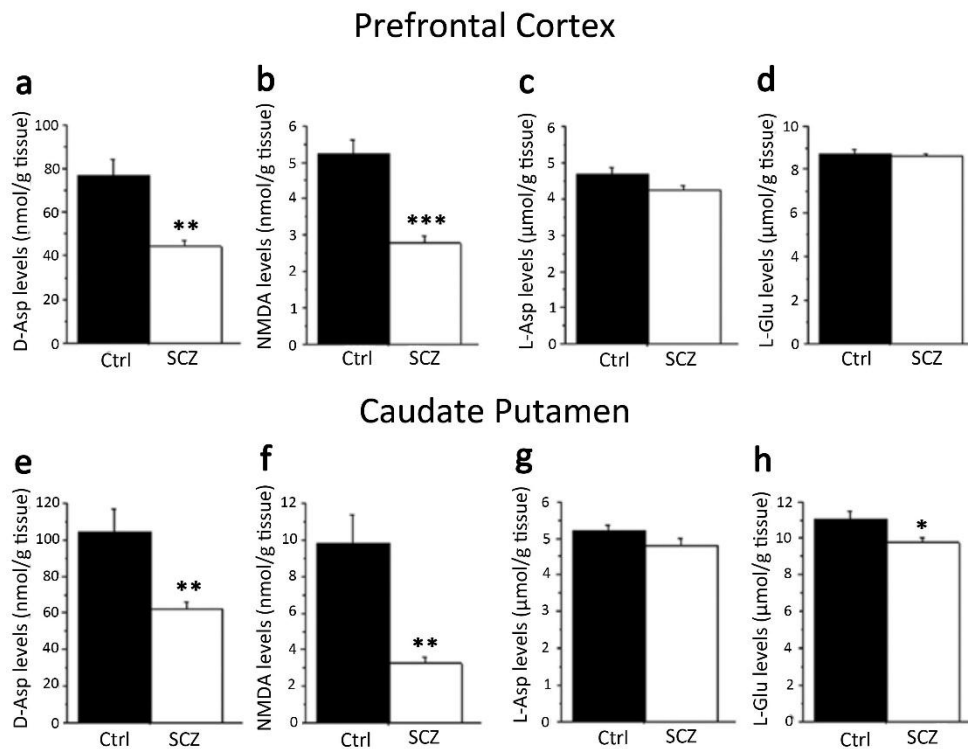 Prefrontal Cortex
a
D-Asp levels (nmol/g tissue)
100
80
60
40
20
0
**
Ctrl SCZ
b
NMDA levels (nmol/g tissue)
6
5
4
3
2
1
0
***
Ctrl SCZ
c
L-Asp levels (µmol/g tissue)
6
5
4
3
2
1
0
Ctrl SCZ
d
L-Glu levels (µmol/g tissue)
10
8
6
4
2
0
Ctrl SCZ
Caudate Putamen
e
D-Asp levels (nmol/g tissue)
120
100
80
60
40
20
0
**
Ctrl SCZ
f
NMDA levels (nmol/g tissue)
12
10
8
6
4
2
0
**
Ctrl SCZ
g
L-Asp levels (µmol/g tissue)
6
5
4
3
2
1
0
Ctrl SCZ
h
L-Glu levels (µmol/g tissue)
12
10
8
6
4
2
0
*
Ctrl SCZ